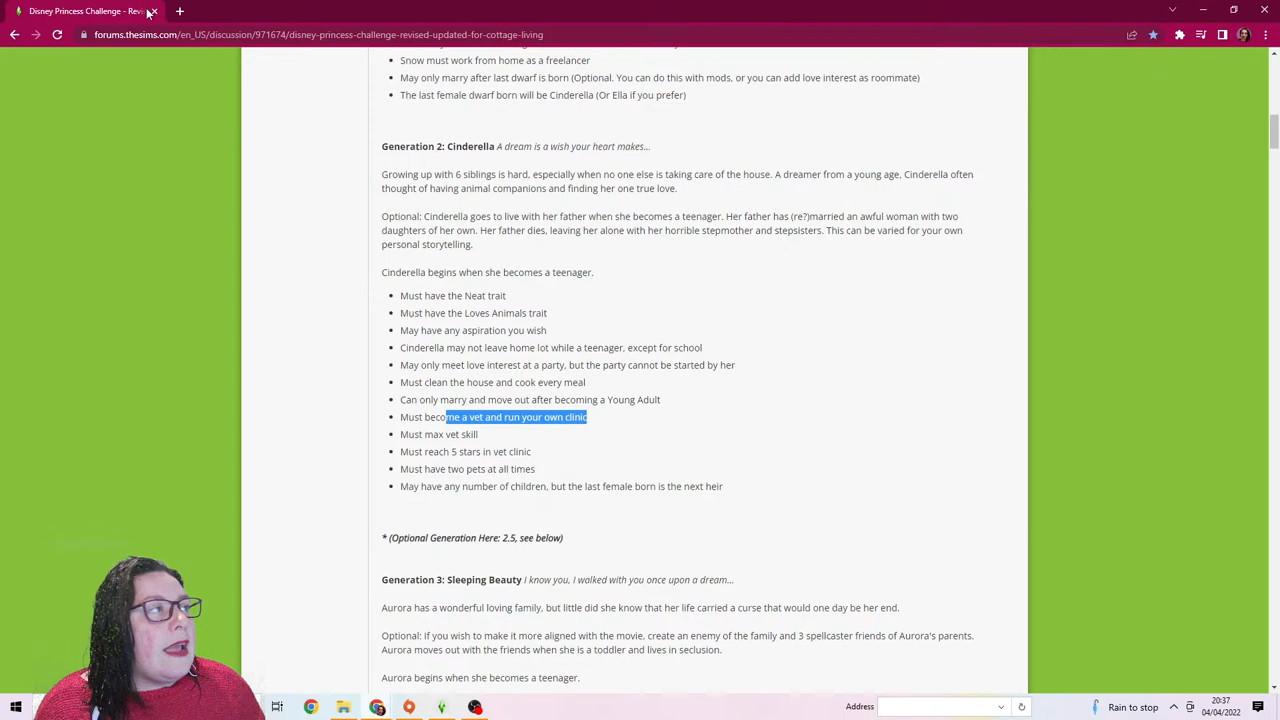 Disney Princess Challenge - Revis
forums.thesims.com/en_US/discussion/971674/disney-princess-challenge-revised-updated-for-cottage-living
Snow must work from home as a freelancer
May only marry after last dwarf is born (Optional. You can do this with mods, or you can add love interest as roommate)
The last female dwarf born will be Cinderella (Or Ella if you prefer)
Generation 2: Cinderella A dream is a wish your heart makes...
Growing up with 6 siblings is hard, especially when no one else is taking care of the house. A dreamer from a young age, Cinderella often
thought of having animal companions and finding her one true love.
Optional: Cinderella goes to live with her father when she becomes a teenager. Her father has (re?)married an awful woman with two
daughters of her own. Her father dies, leaving her alone with her horrible stepmother and stepsisters. This can be varied for your own
personal storytelling.
Cinderella begins when she becomes a teenager.
Must have the Neat trait
Must have the Loves Animals trait
May have any aspiration you wish
Cinderella may not leave home lot while a teenager, except for school
May only meet love interest at a party, but the party cannot be started by her
Must clean the house and cook every meal
Can only marry and move out after becoming a Young Adult
Must become a vet and run your own clinic
Must max vet skill
Must reach 5 stars in vet clinic
Must have two pets at all times
May have any number of children, but the last female born is the next heir
* (Optional Generation Here: 2.5, see below)
Generation 3: Sleeping Beauty I know you, I walked with you once upon a dream...
Aurora has a wonderful loving family, but little did she know that her life carried a curse that would one day be her end.
Optional: If you wish to make it more aligned with the movie, create an enemy of the family and 3 spellcaster friends of Aurora's parents.
Aurora moves out with the friends when she is a toddler and lives in seclusion.
Aurora begins when she becomes a teenager.
Address
Rain to stop
20:37
04/04/2022